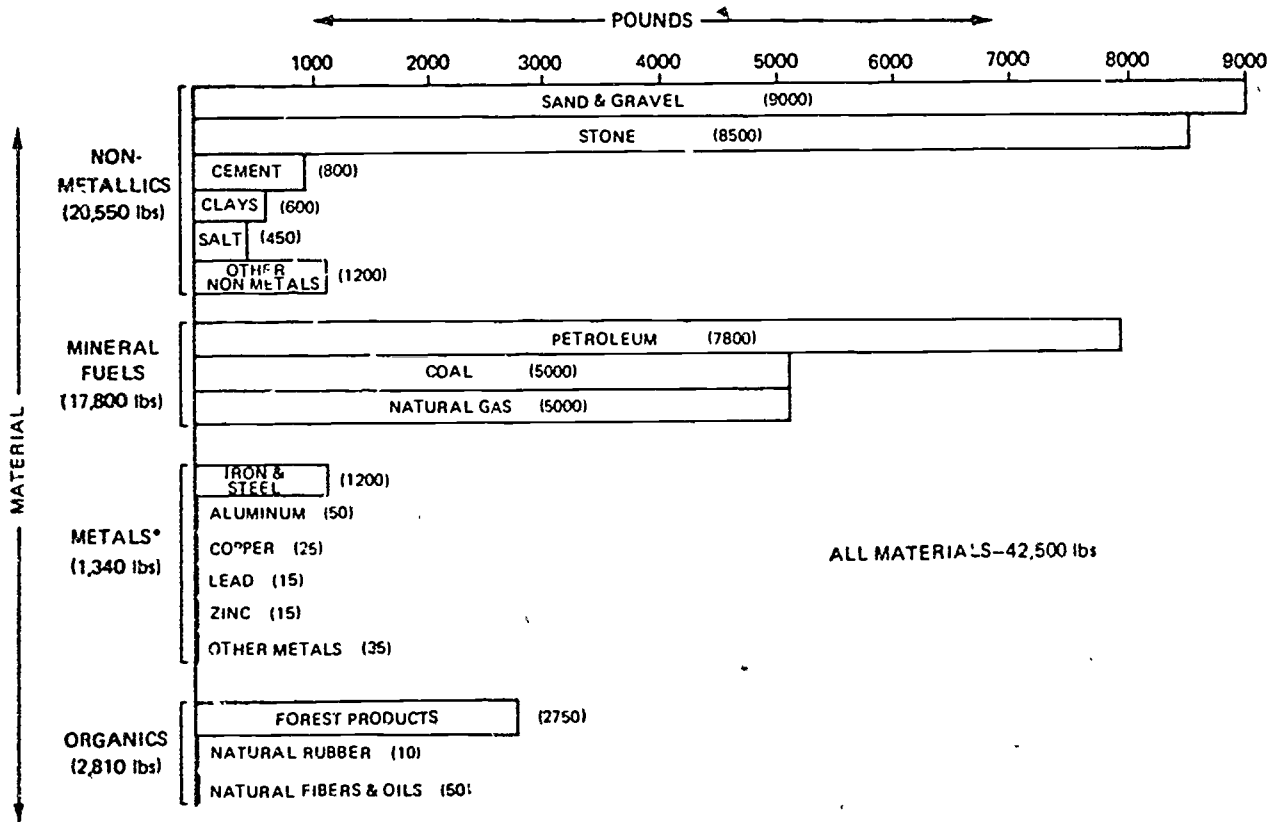 POUNDS
1000 2000 3000 4000 5000 6000 7000 8000 9000
MATERIAL
NON-
METALLICS
(20,550 lbs)
SAND & GRAVEL (9000)
STONE (8500)
CEMENT (800)
CLAYS (600)
SALT (450)
OTHER
NON METALS (1200)
MINERAL
FUELS
(17,800 lbs)
PETROLEUM (7800)
COAL (5000)
NATURAL GAS (5000)
METALS*
(1,340 lbs)
IRON &
STEEL (1200)
ALUMINUM (50)
COPPER (25)
LEAD (15)
ZINC (15)
OTHER METALS (35)
ALL MATERIALS–42,500 lbs
ORGANICS
(2,810 lbs)
FOREST PRODUCTS (2750)
NATURAL RUBBER (10)
NATURAL FIBERS & OILS (50)